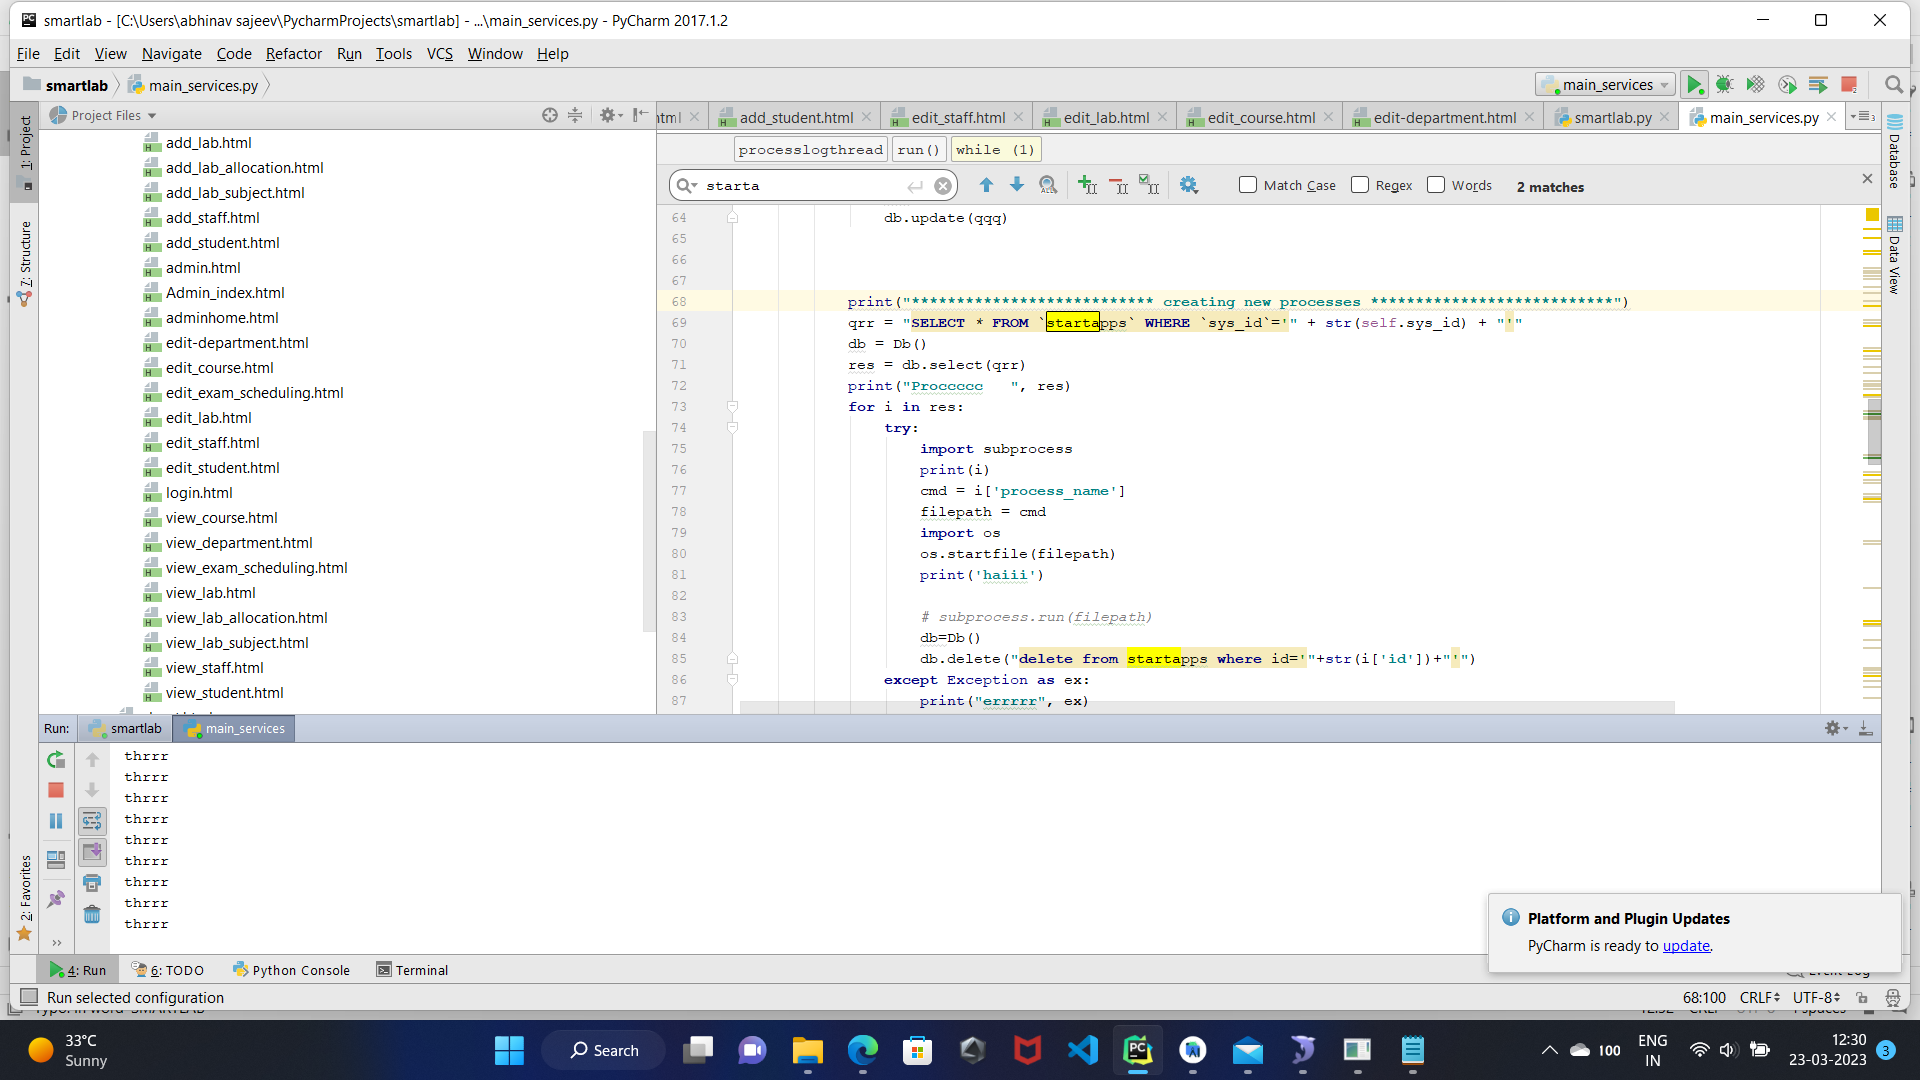 smartlab - [C:\Users\abhinav sajeev\PycharmProjects\smartlab] - ...\main_services.py - PyCharm 2017.1.2
File Edit View Navigate Code Refactor Run Tools VCS Window Help
smartlab main_services.py
main_services
Project Files
tml add_student.html edit_staff.html edit_lab.html edit_course.html edit-department.html smartlab.py main_services.py
1: Project
7: Structure
2: Favorites
Database
Data View
add_lab.html
add_lab_allocation.html
add_lab_subject.html
add_staff.html
add_student.html
admin.html
Admin_index.html
adminhome.html
edit-department.html
edit_course.html
edit_exam_scheduling.html
edit_lab.html
edit_staff.html
edit_student.html
login.html
view_course.html
view_department.html
view_exam_scheduling.html
view_lab.html
view_lab_allocation.html
view_lab_subject.html
view_staff.html
view_student.html
processlogthread run() while (1)
starta Match Case Regex Words 2 matches
64 db.update(qqq)
65
66
67
68 print("*************************** creating new processes ***************************")
69 qrr = "SELECT * FROM `startapps` WHERE `sys_id`='" + str(self.sys_id) + "'"
70 db = Db()
71 res = db.select(qrr)
72 print("Proccccc   ", res)
73 for i in res:
74 try:
75 import subprocess
76 print(i)
77 cmd = i['process_name']
78 filepath = cmd
79 import os
80 os.startfile(filepath)
81 print('haiii')
82
83 # subprocess.run(filepath)
84 db=Db()
85 db.delete("delete from startapps where id='"+str(i['id'])+"'")
86 except Exception as ex:
87 print("errrrr", ex)
Run: smartlab main_services
thrrr
thrrr
thrrr
thrrr
thrrr
thrrr
thrrr
thrrr
thrrr
Platform and Plugin Updates
PyCharm is ready to update.
4: Run 6: TODO Python Console Terminal
Run selected configuration 68:100 CRLF UTF-8
33°C
Sunny
Search
100
ENG
IN
12:30
23-03-2023
3